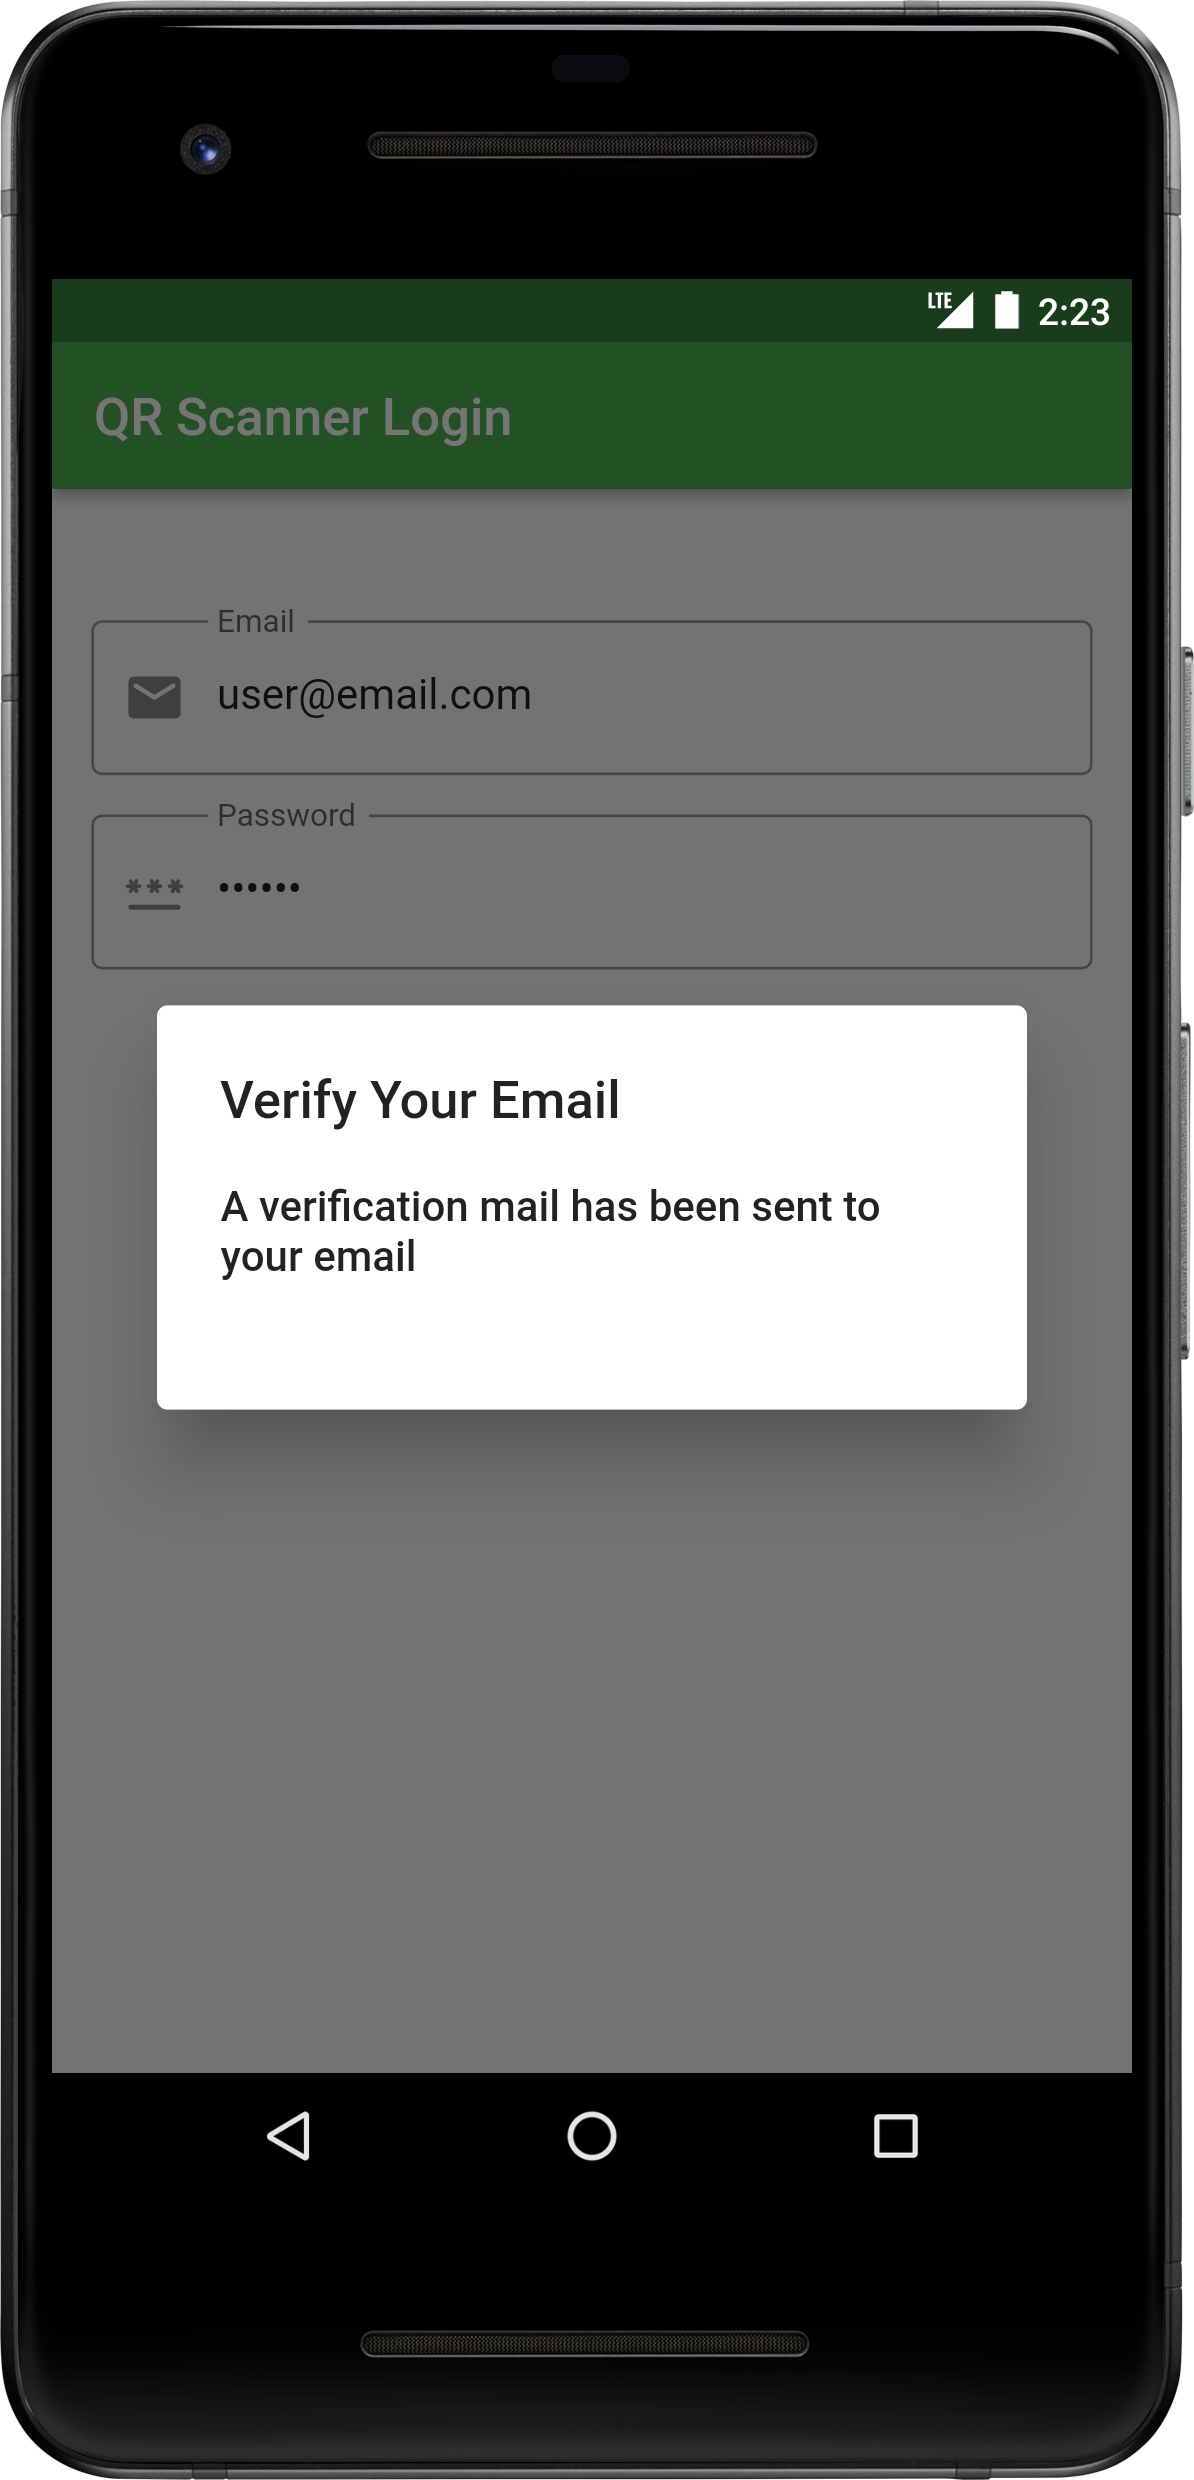 LTE 2:23
QR Scanner Login
Email
user@email.com
Password
***
••••••
Verify Your Email
A verification mail has been sent to
your email